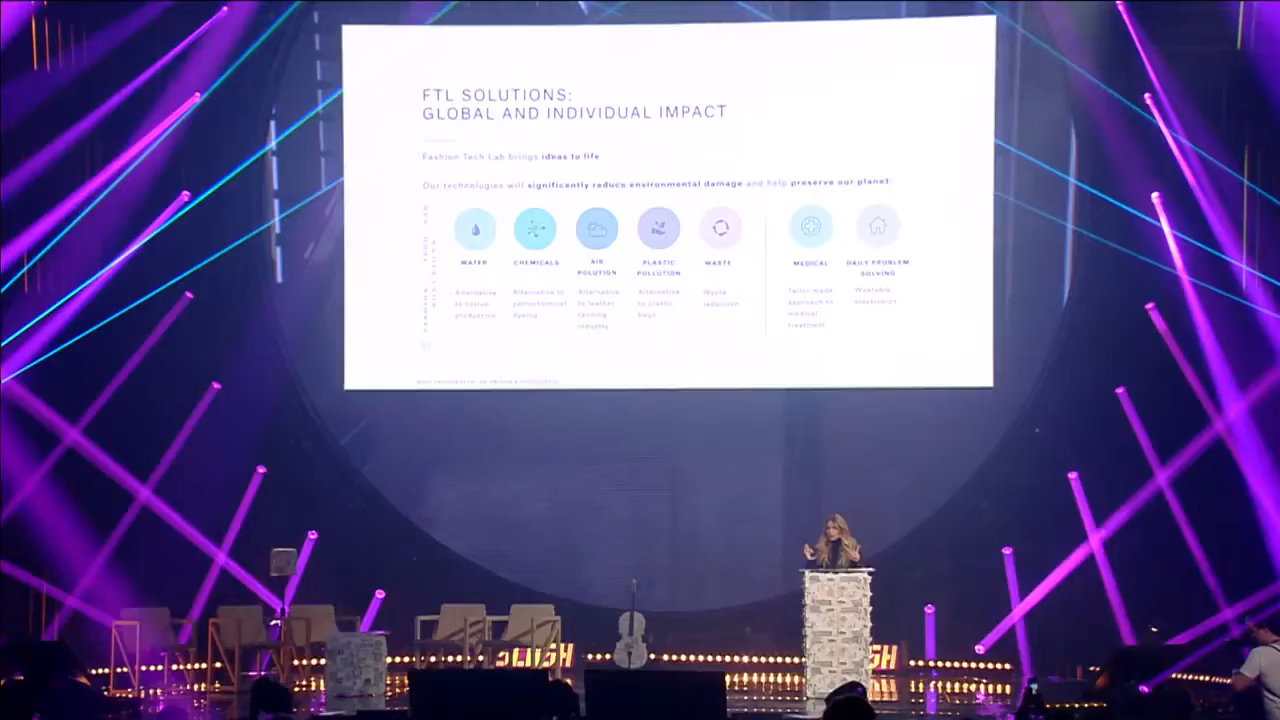 FTL SOLUTIONS:
GLOBAL AND INDIVIDUAL IMPACT
Fashion Tech Lab brings ideas to life
Our technologies will significantly reduce environmental damage and help preserve our planet:
WATER
CHEMICALS
AIR
POLUTION
PLASTIC
POLLUTION
WASTE
MEDICAL
DAILY PROBLEM
SOLVING
Alternative
to cotton
production
Alternative to
petrochemical
dyeing
Alternative
to leather
tanning
industry
Alternative
to plastic
bags
Waste
reduction
Tailor made
approach to
medical
treatment
Wearable
electronics
SLUSH
SH